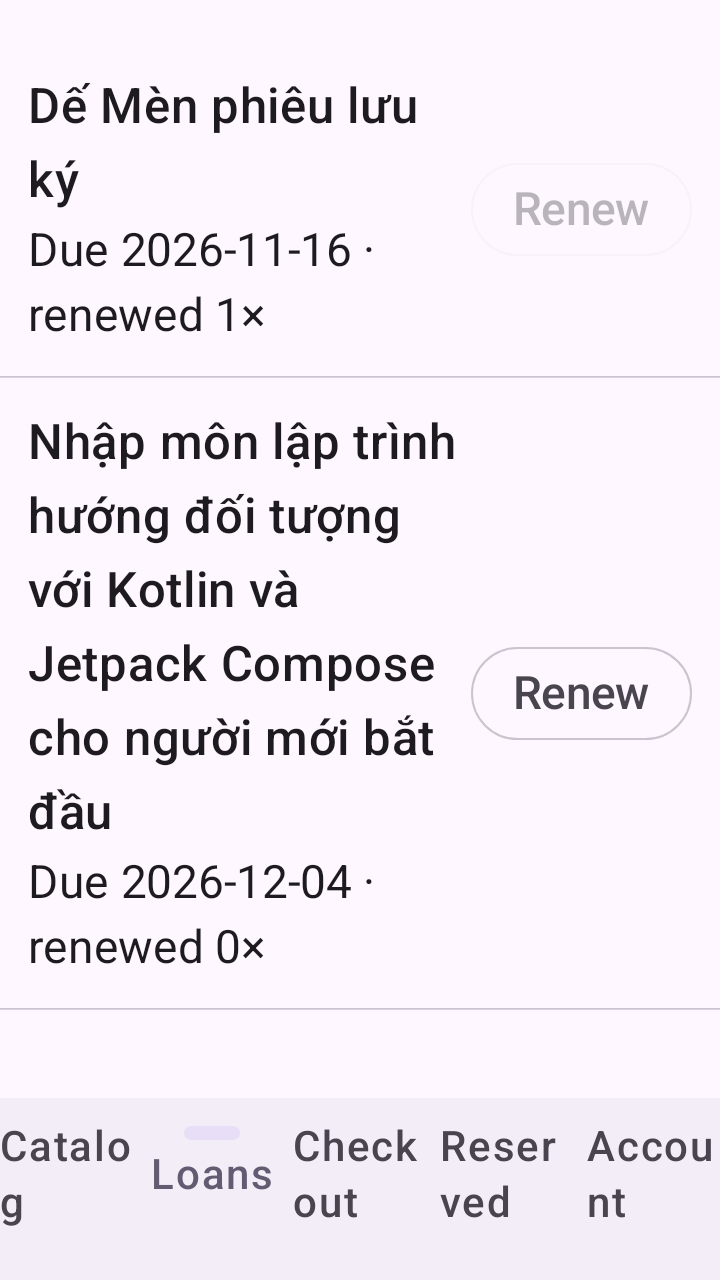 Dế Mèn phiêu lưu
ký
Due 2026-11-16 ·
renewed 1×
Renew
Nhập môn lập trình
hướng đối tượng
với Kotlin và
Jetpack Compose
cho người mới bắt
đầu
Due 2026-12-04 ·
renewed 0×
Renew
Catalo
g
Loans
Check
out
Reser
ved
Accou
nt